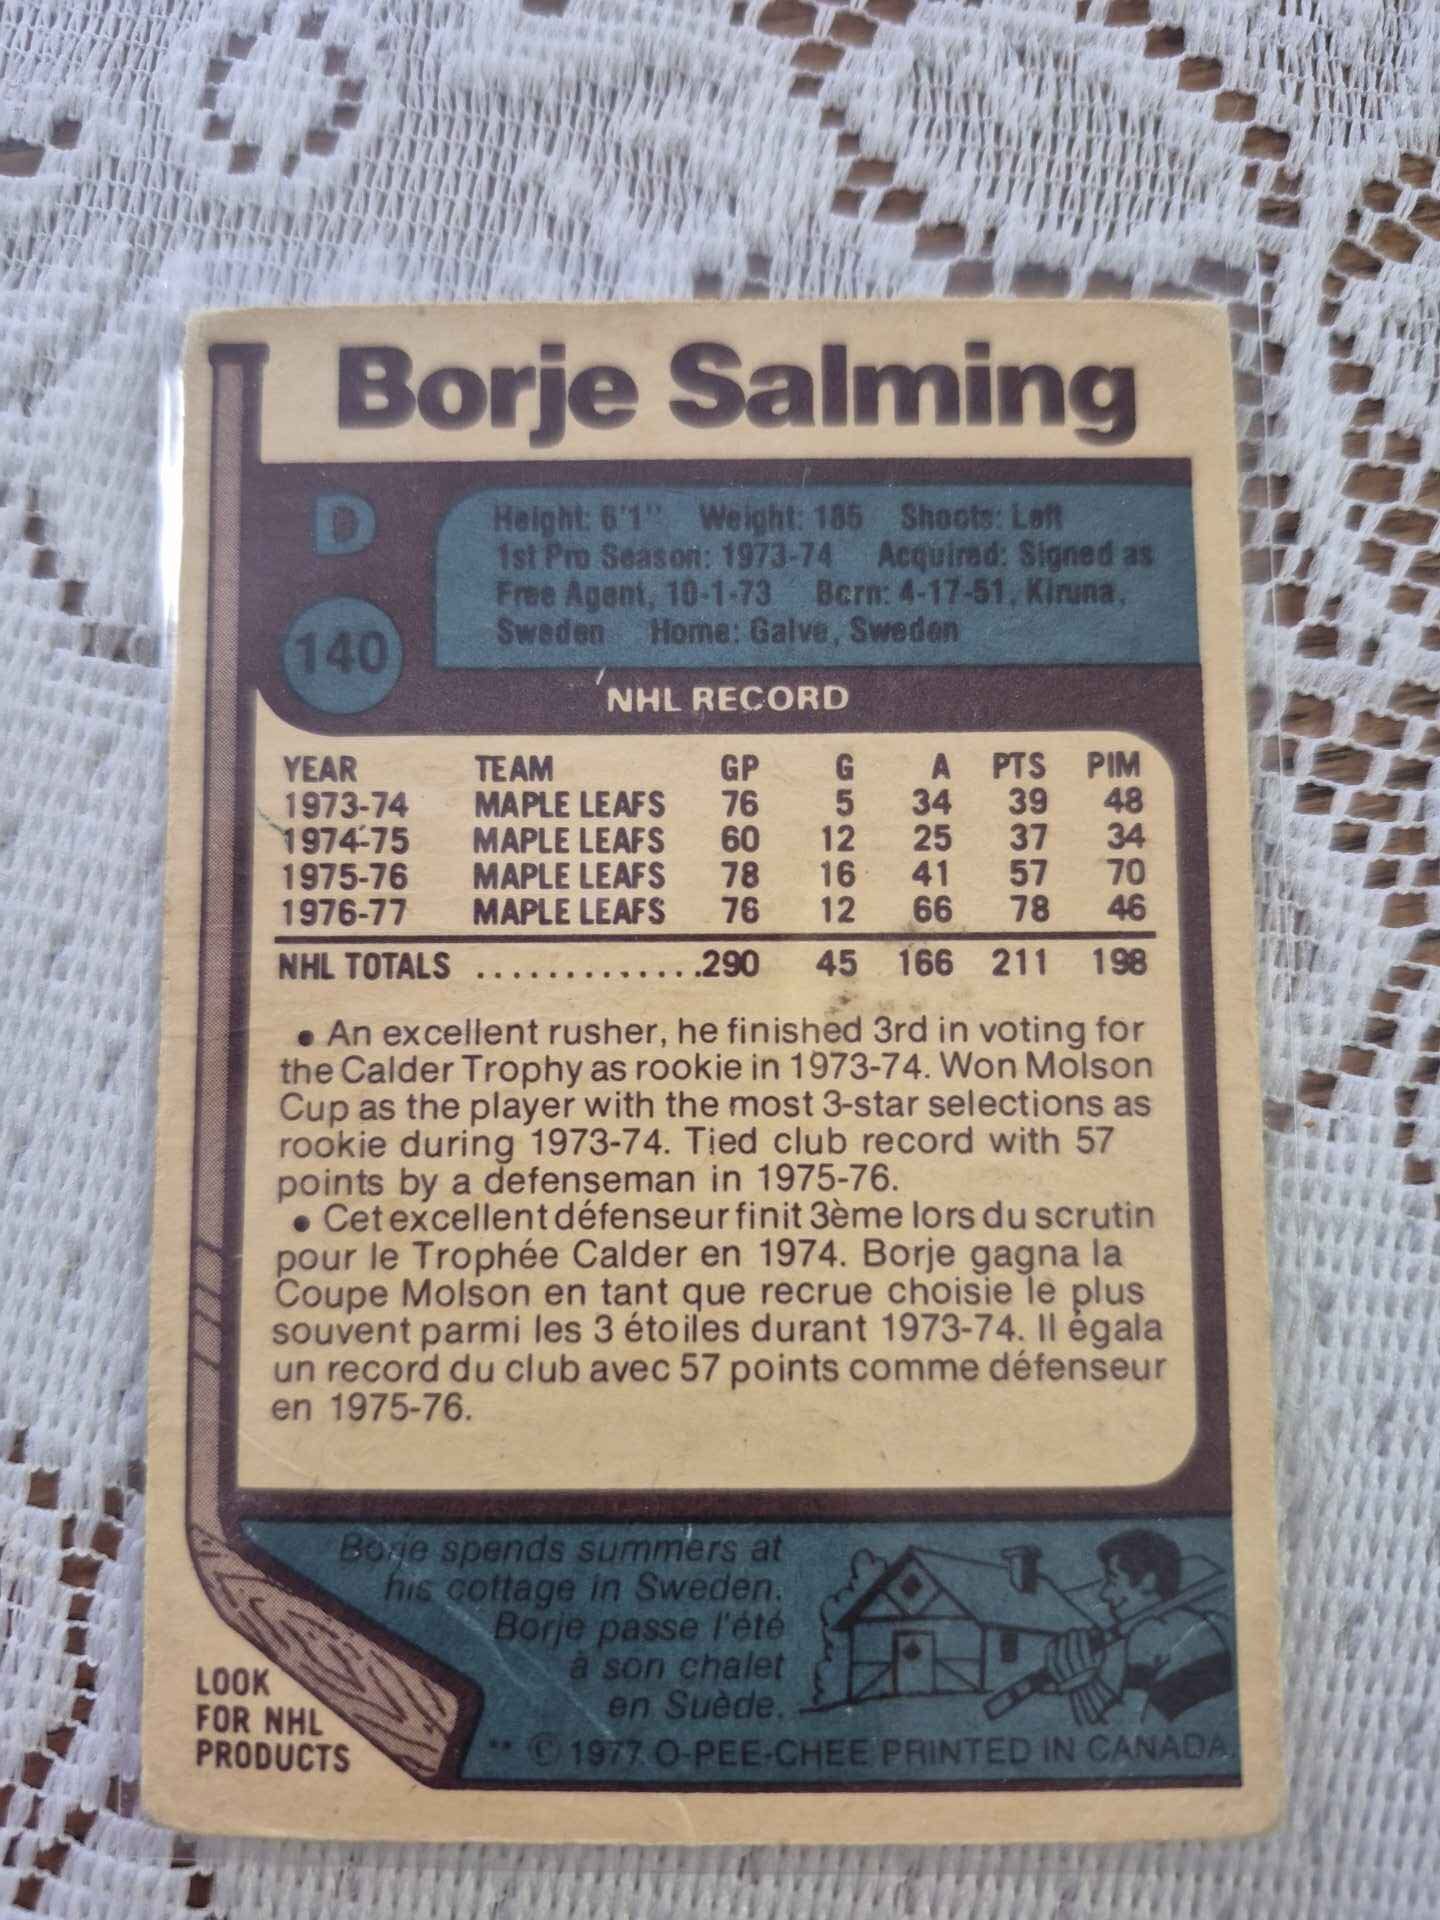 Borje Salming
D
Height: 6'1" Weight: 185 Shoots: Left
1st Pro Season: 1973-74 Acquired: Signed as
Free Agent, 10-1-73 Born: 4-17-51, Kiruna,
Sweden Home: Galve, Sweden
140
NHL RECORD
YEAR TEAM GP G A PTS PIM
1973-74 MAPLE LEAFS 76 5 34 39 48
1974-75 MAPLE LEAFS 60 12 25 37 34
1975-76 MAPLE LEAFS 78 16 41 57 70
1976-77 MAPLE LEAFS 76 12 66 78 46
NHL TOTALS ..............290 45 166 211 198
• An excellent rusher, he finished 3rd in voting for
the Calder Trophy as rookie in 1973-74. Won Molson
Cup as the player with the most 3-star selections as
rookie during 1973-74. Tied club record with 57
points by a defenseman in 1975-76.
• Cet excellent défenseur finit 3ème lors du scrutin
pour le Trophée Calder en 1974. Borje gagna la
Coupe Molson en tant que recrue choisie le plus
souvent parmi les 3 étoiles durant 1973-74. Il égala
un record du club avec 57 points comme défenseur
en 1975-76.
Borje spends summers at
his cottage in Sweden.
Borje passe l'été
à son chalet
en Suède.
LOOK
FOR NHL
PRODUCTS
** © 1977 O-PEE-CHEE PRINTED IN CANADA